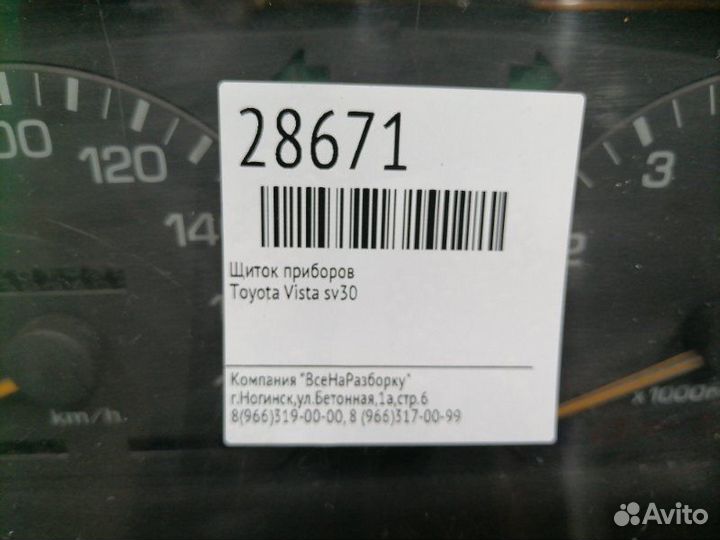 28671
Щиток приборов
Toyota Vista sv30
Компания "ВсеНаРазборку"
г.Ногинск,ул.Бетонная,1а,стр.6
8(966)319-00-00, 8 (966)317-00-99
00
120
14
km/h
3
2
x1000r
Avito